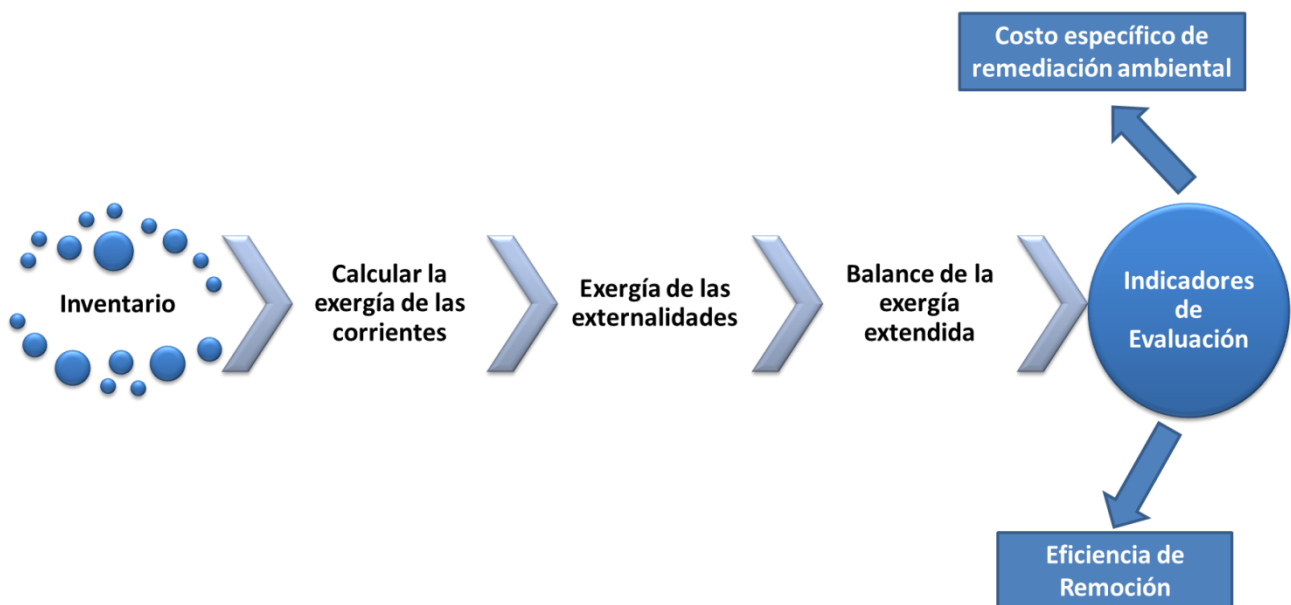 Costo específico de
remediación ambiental
Inventario
Calcular la
exergía de las
corrientes
Exergía de las
externalidades
Balance de la
exergía
extendida
Indicadores
de
Evaluación
Eficiencia de
Remoción